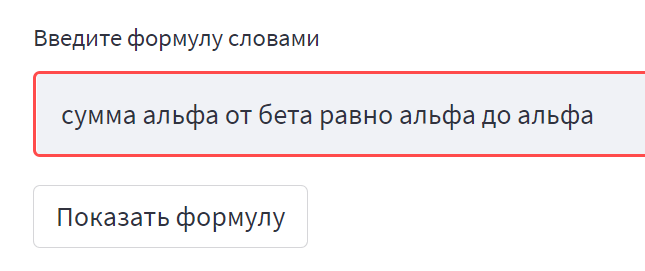 Введите формулу словами
сумма альфа от бета равно альфа до альфа
Показать формулу